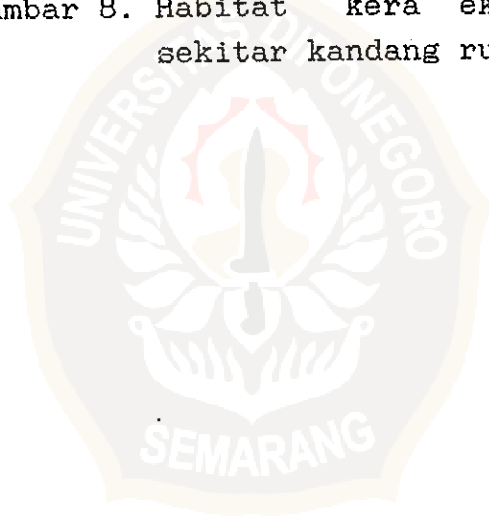 mbar 8. Habitat kera ek
sekitar kandang ru
UNIVERSITAS DIPONEGORO
SEMARANG